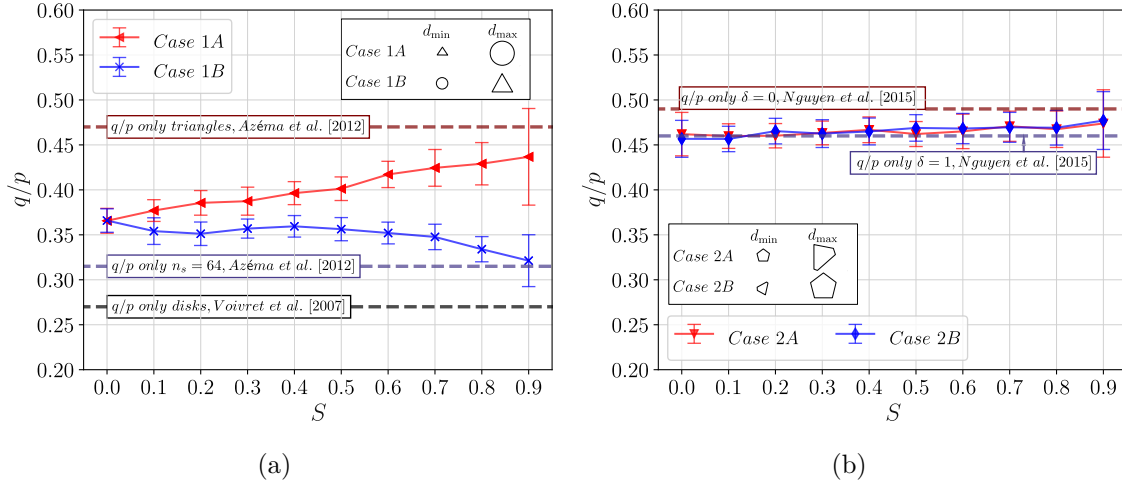 0.60
0.55
0.50
0.45
0.40
0.35
0.30
0.25
0.20
q/p
Case 1A
Case 1B
d_min d_max
Case 1A
Case 1B
q/p only triangles, Azéma et al. [2012]
q/p only n_s = 64, Azéma et al. [2012]
q/p only disks, Voivret et al. [2007]
0.0 0.1 0.2 0.3 0.4 0.5 0.6 0.7 0.8 0.9
S
(a)
0.60
0.55
0.50
0.45
0.40
0.35
0.30
0.25
0.20
q/p
q/p only δ = 0, Nguyen et al. [2015]
q/p only δ = 1, Nguyen et al. [2015]
d_min d_max
Case 2A
Case 2B
Case 2A Case 2B
0.0 0.1 0.2 0.3 0.4 0.5 0.6 0.7 0.8 0.9
S
(b)